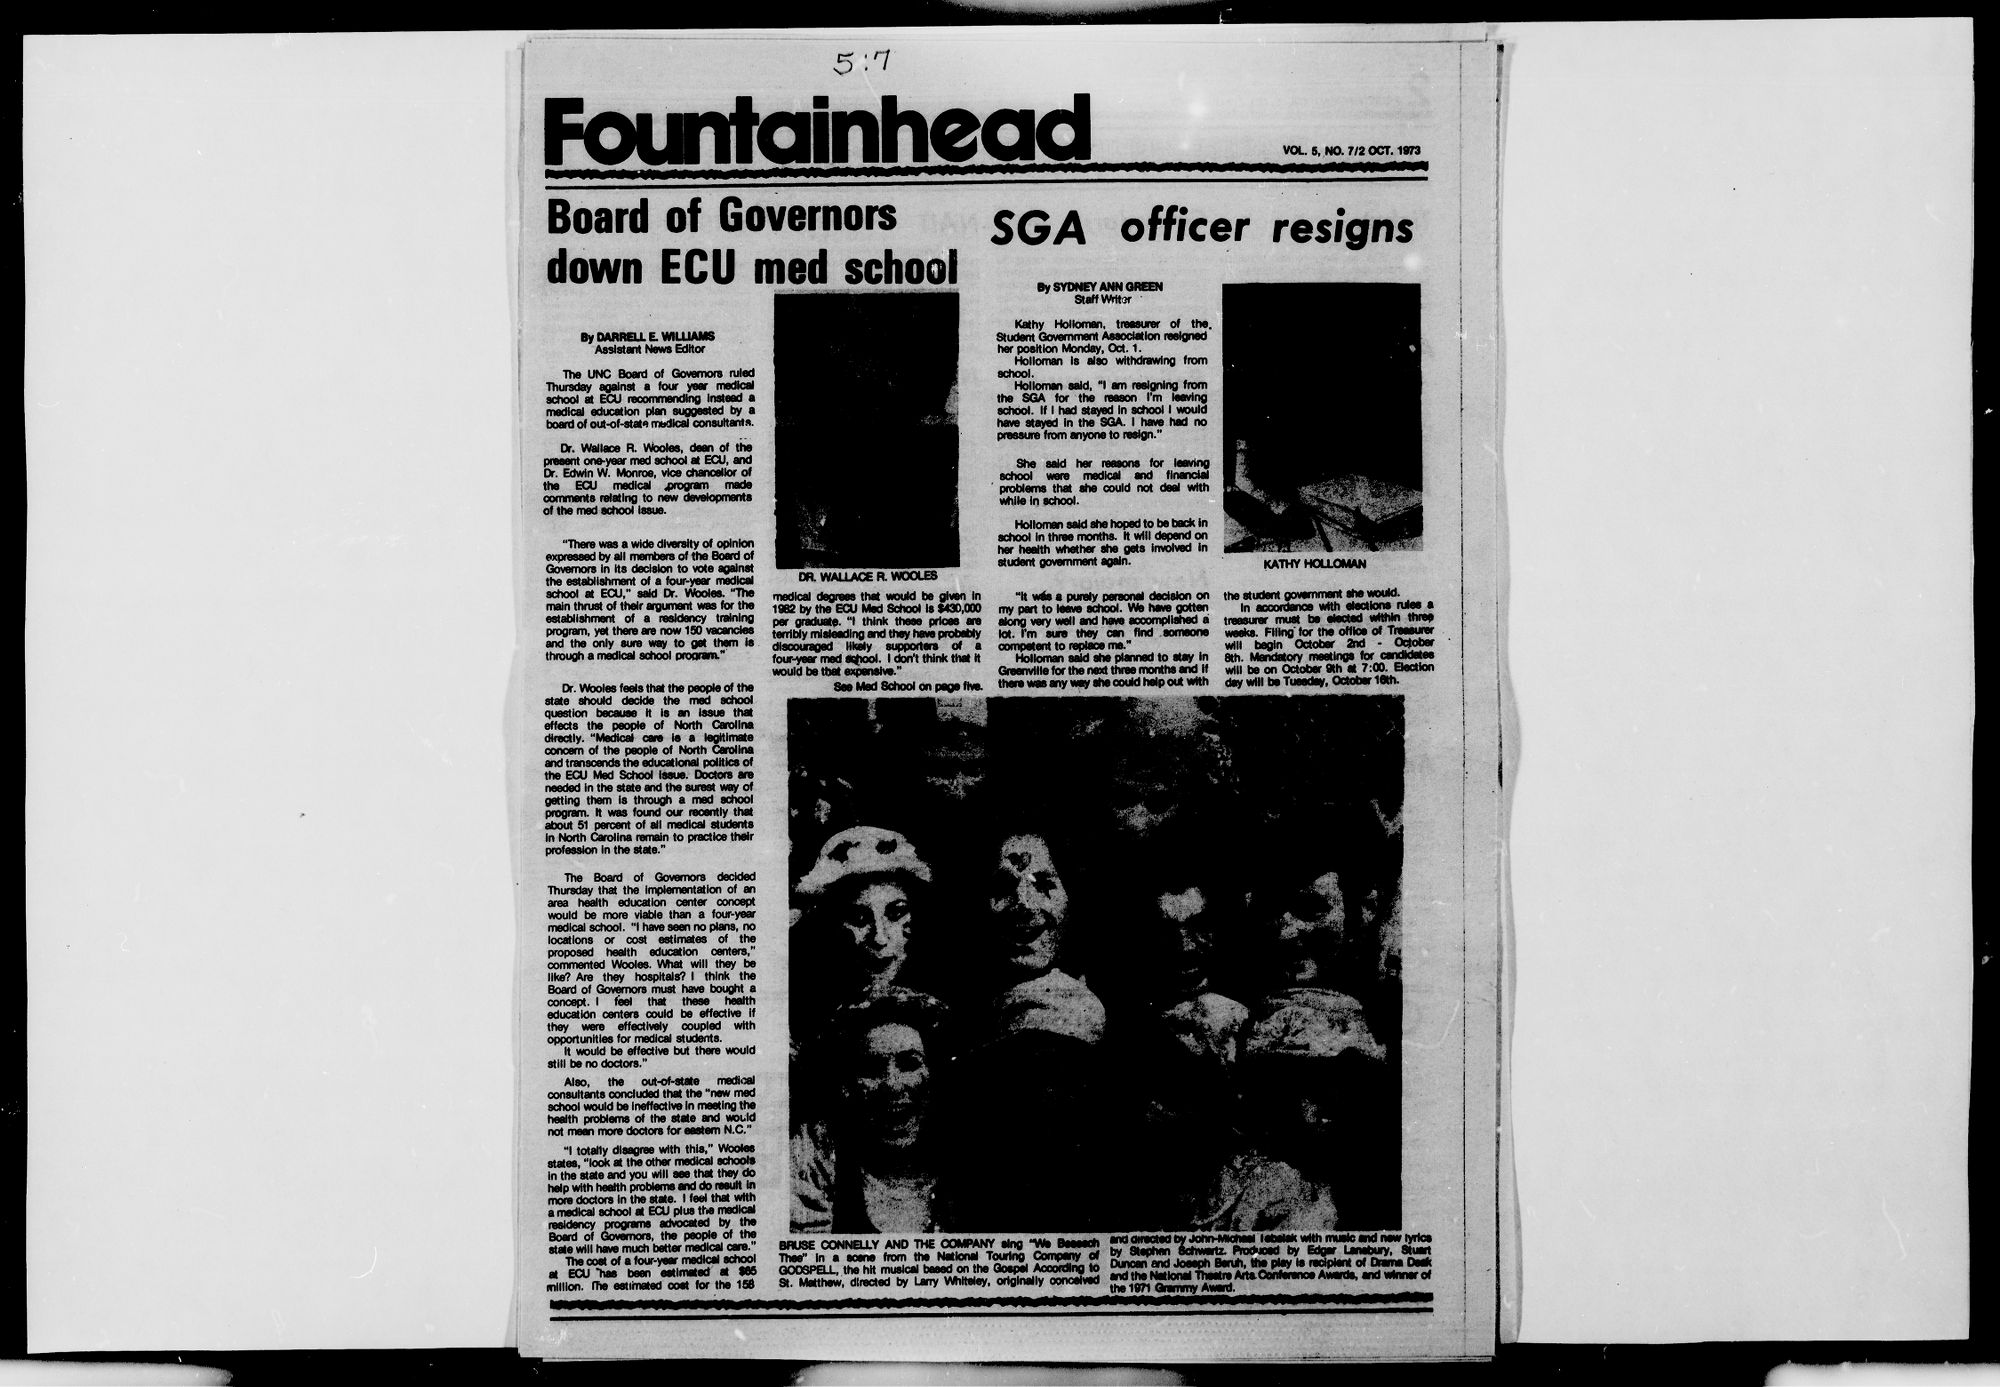 5:7
Fountainhead
VOL. 5, NO. 7/2 OCT. 1973
Board of Governors
down ECU med school
By DARRELL E. WILLIAMS
Assistant News Editor
The UNC Board of Governors ruled
Thursday against a four year medical
school at ECU recommending instead a
medical education plan suggested by a
board of out-of-state medical consultants.
Dr. Wallace R. Wooles, dean of the
present one-year med school at ECU, and
Dr. Edwin W. Monroe, vice chancellor of
the ECU medical program made
comments relating to new developments
of the med school issue.
"There was a wide diversity of opinion
expressed by all members of the Board of
Governors in its decision to vote against
the establishment of a four-year medical
school at ECU," said Dr. Wooles. "The
main thrust of their argument was for the
establishment of a residency training
program, yet there are now 150 vacancies
and the only sure way to get them is
through a medical school program."
Dr. Wooles feels that the people of the
state should decide the med school
question because it is an issue that
effects the people of North Carolina
directly. "Medical care is a legitimate
concern of the people of North Carolina
and transcends the educational politics of
the ECU Med School issue. Doctors are
needed in the state and the surest way of
getting them is through a med school
program. It was found our recently that
about 51 percent of all medical students
in North Carolina remain to practice their
profession in the state."
The Board of Governors decided
Thursday that the implementation of an
area health education center concept
would be more viable than a four-year
medical school. "I have seen no plans, no
locations or cost estimates of the
proposed health education centers,"
commented Wooles. What will they be
like? Are they hospitals? I think the
Board of Governors must have bought a
concept. I feel that these health
education centers could be effective if
they were effectively coupled with
opportunities for medical students.
It would be effective but there would
still be no doctors."
Also, the out-of-state medical
consultants concluded that the "new med
school would be ineffective in meeting the
health problems of the state and would
not mean more doctors for eastern N.C."
"I totally disagree with this," Wooles
states, "look at the other medical schools
in the state and you will see that they do
help with health problems and do result in
more doctors in the state. I feel that with
a medical school at ECU plus the medical
residency programs advocated by the
Board of Governors, the people of the
state will have much better medical care."
The cost of a four-year medical school
at ECU has been estimated at $65
million. The estimated cost for the 158
DR. WALLACE R. WOOLES
medical degrees that would be given in
1982 by the ECU Med School is $430,000
per graduate. "I think these prices are
terribly misleading and they have probably
discouraged likely supporters of a
four-year med school. I don't think that it
would be that expensive."
See Med School on page five.
SGA officer resigns
By SYDNEY ANN GREEN
Staff Writer
Kathy Holloman, treasurer of the
Student Government Association resigned
her position Monday, Oct. 1.
Holloman is also withdrawing from
school.
Holloman said, "I am resigning from
the SGA for the reason I'm leaving
school. If I had stayed in school I would
have stayed in the SGA. I have had no
pressure from anyone to resign."
She said her reasons for leaving
school were medical and financial
problems that she could not deal with
while in school.
Holloman said she hoped to be back in
school in three months. It will depend on
her health whether she gets involved in
student government again.
"It was a purely personal decision on
my part to leave school. We have gotten
along very well and have accomplished a
lot. I'm sure they can find someone
competent to replace me."
Holloman said she planned to stay in
Greenville for the next three months and if
there was any way she could help out with
KATHY HOLLOMAN
the student government she would.
In accordance with elections rules a
treasurer must be elected within three
weeks. Filing for the office of Treasurer
will begin October 2nd - October
8th. Mandatory meetings for candidates
will be on October 9th at 7:00. Election
day will be Tuesday, October 16th.
BRUSE CONNELLY AND THE COMPANY sing "We Beseech
Thee" in a scene from the National Touring Company of
GODSPELL, the hit musical based on the Gospel According to
St. Matthew, directed by Larry Whiteley, originally conceived
and directed by John-Michael Tebelak with music and new lyrics
by Stephen Schwartz. Produced by Edgar Lansbury, Stuart
Duncan and Joseph Beruh, the play is recipient of Drama Desk
and the National Theatre Arts Conference Awards, and winner of
the 1971 Grammy Award.